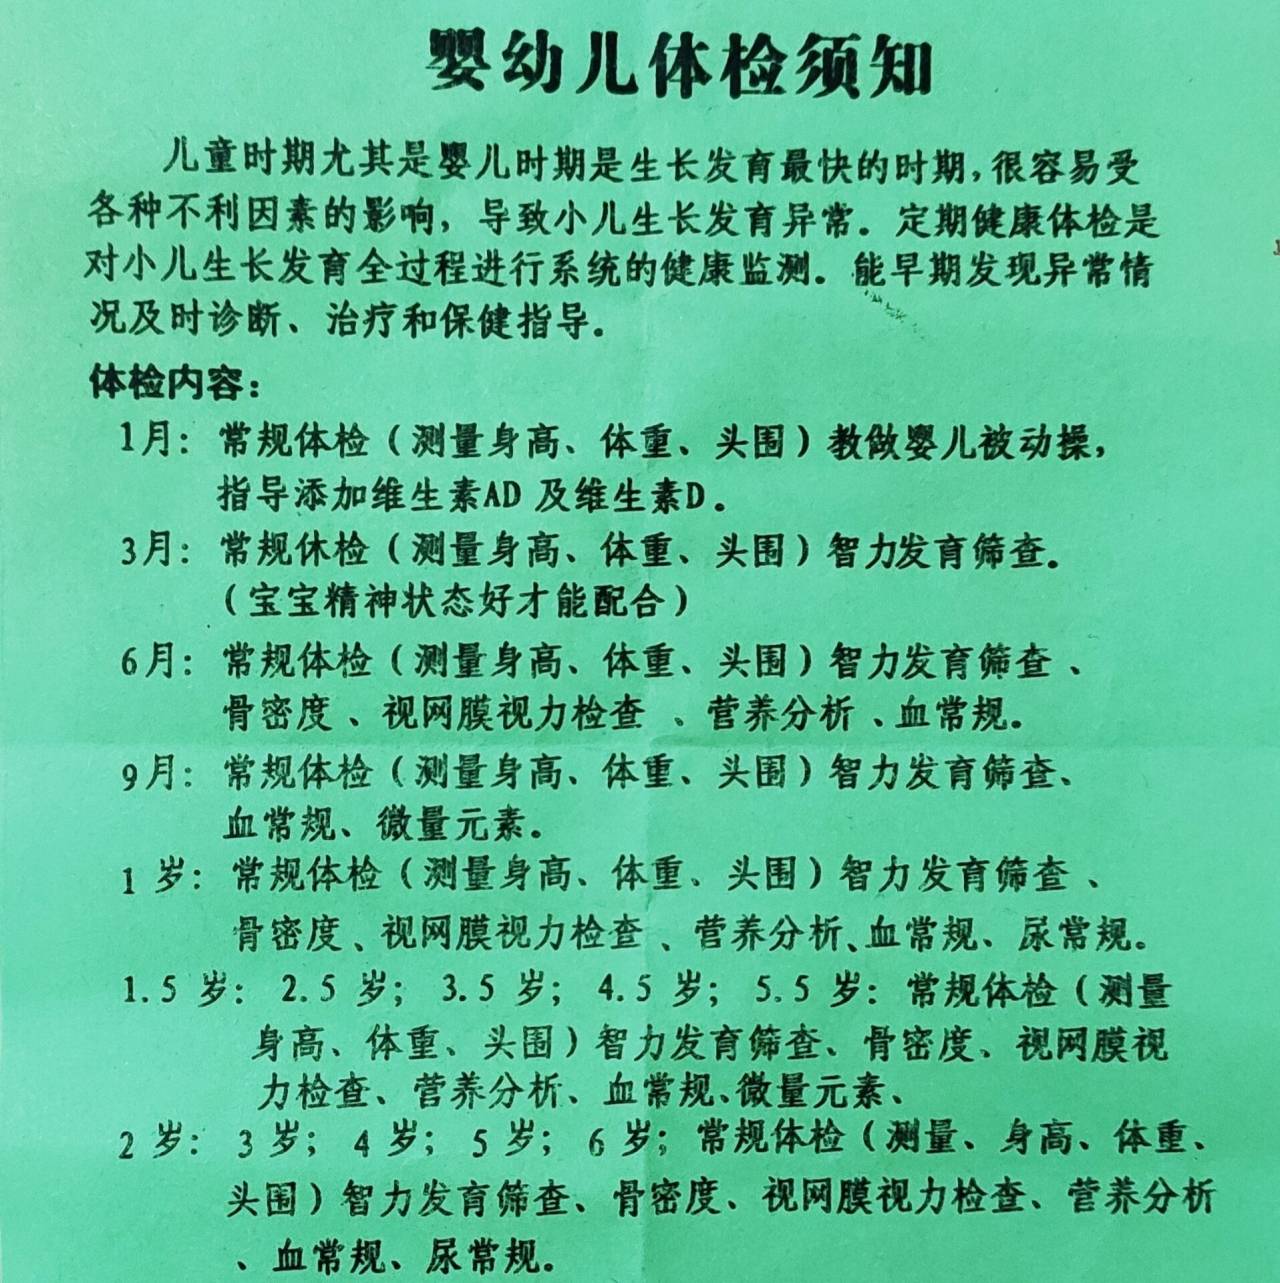 婴幼儿体检须知
儿童时期尤其是婴儿时期是生长发育最快的时期,很容易受
各种不利因素的影响，导致小儿生长发育异常。定期健康体检是
对小儿生长发育全过程进行系统的健康监测。能早期发现异常情
况及时诊断、治疗和保健指导。
体检内容：
1月：常规体检（测量身高、体重、头围）教做婴儿被动操，
指导添加维生素AD及维生素D。
3月：常规休检（测量身高、体重、头围）智力发育筛查。
（宝宝精神状态好才能配合）
6月：常规体检（测量身高、体重、头围）智力发育筛查、
骨密度、视网膜视力检查、营养分析、血常规。
9月：常规体检（测量身高、体重、头围）智力发育筛查、
血常规、微量元素。
1岁：常规体检（测量身高、体重、头围）智力发育筛查、
骨密度、视网膜视力检查、营养分析、血常规、尿常规。
1.5岁：2.5岁；3.5岁；4.5岁；5.5岁：常规体检（测量
身高、体重、头围）智力发育筛查、骨密度、视网膜视
力检查、营养分析、血常规、微量元素、
2岁：3岁；4岁；5岁；6岁；常规体检（测量、身高、体重、
头围）智力发育筛查、骨密度、视网膜视力检查、营养分析
、血常规、尿常规。